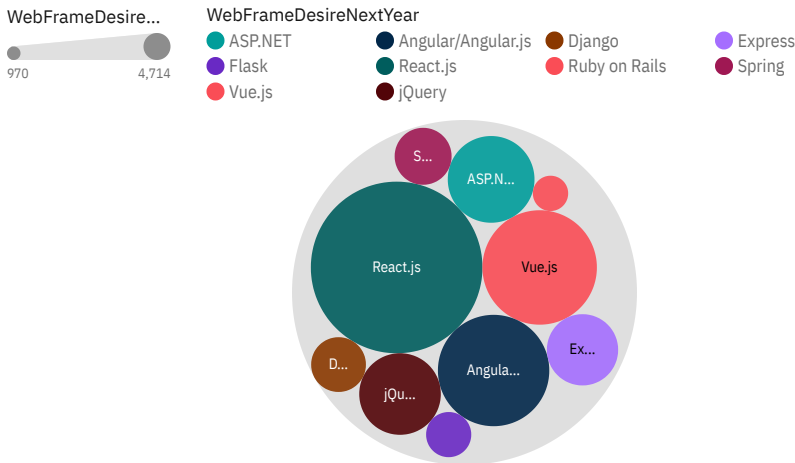 WebFrameDesire...
970
4,714
WebFrameDesireNextYear
ASP.NET
Angular/Angular.js
Django
Express
Flask
React.js
Ruby on Rails
Spring
Vue.js
jQuery
S...
ASP.N...
React.js
Vue.js
Ex...
D...
Angula...
jQu...